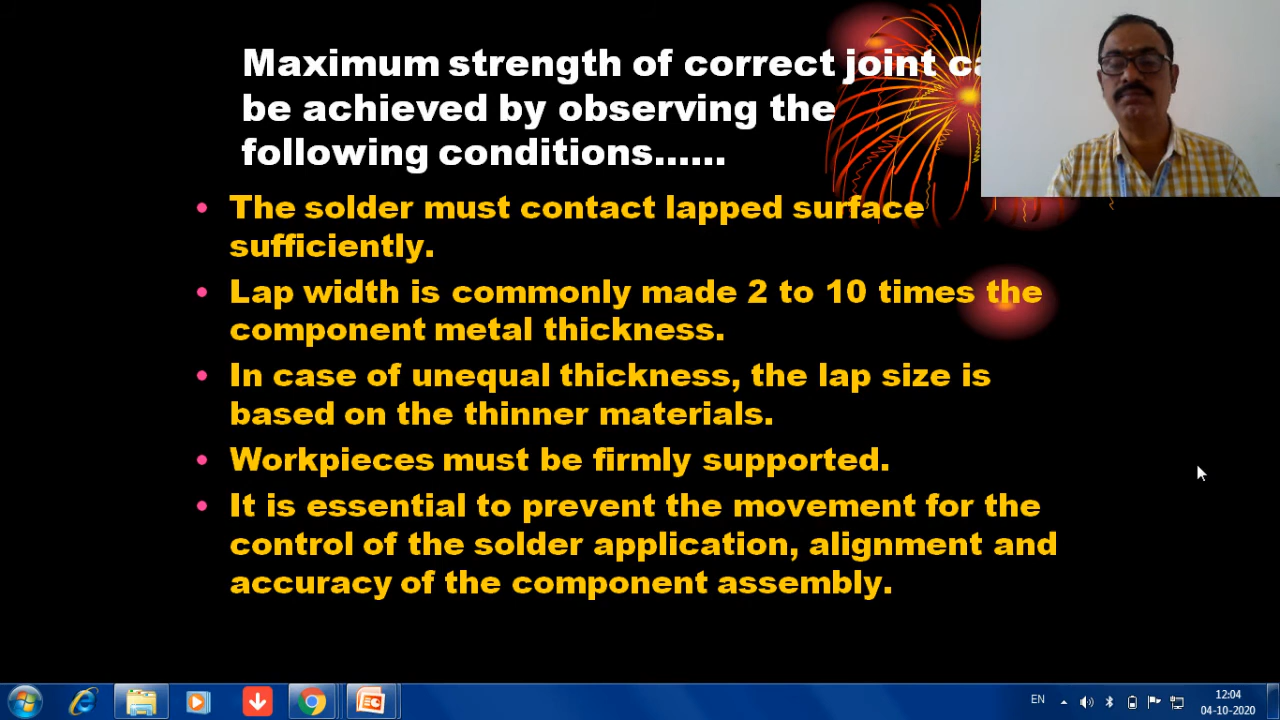 Maximum strength of correct joint
be achieved by observing the
following conditions......
• The solder must contact lapped surface
sufficiently.
• Lap width is commonly made 2 to 10 times the
component metal thickness.
• In case of unequal thickness, the lap size is
based on the thinner materials.
• Workpieces must be firmly supported.
• It is essential to prevent the movement for the
control of the solder application, alignment and
accuracy of the component assembly.
EN
12:04
04-10-2020